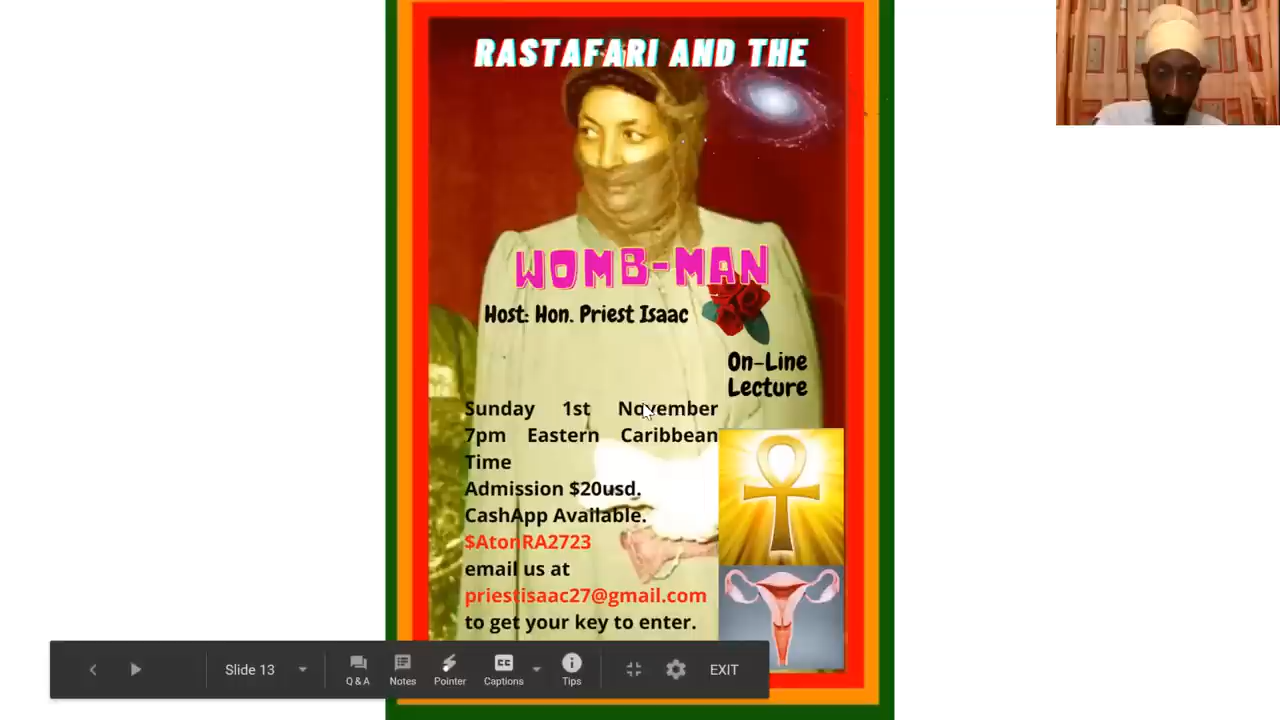 RASTAFARI AND THE
WOMB-MAN
Host: Hon. Priest Isaac
On-Line
Lecture
Sunday 1st November
7pm Eastern Caribbean
Time
Admission $20usd.
CashApp Available.
$AtonRA2723
email us at
priestisaac27@gmail.com
to get your key to enter.
Slide 13
Q & A
Notes
Pointer
CC
Captions
Tips
EXIT